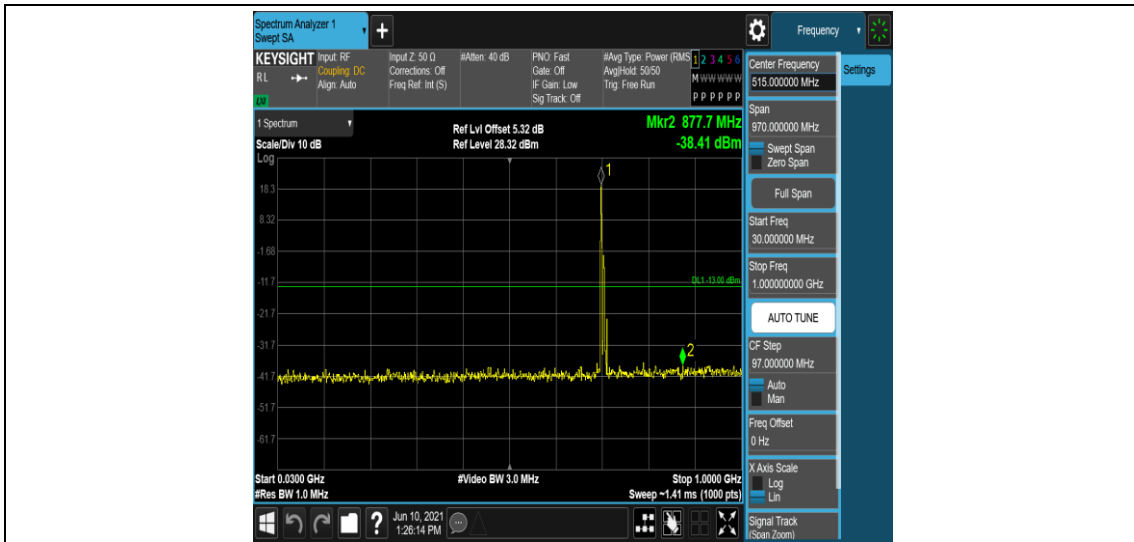 Spectrum Analyzer 1
Swept SA
+
Frequency
KEYSIGHT
RL
LXI
Input: RF
Coupling: DC
Align: Auto
Input Z: 50 Ω
Corrections: Off
Freq Ref: Int (S)
#Atten: 40 dB
PNO: Fast
Gate: Off
IF Gain: Low
Sig Track: Off
#Avg Type: Power (RMS
Avg|Hold: 50/50
Trig: Free Run
1 2 3 4 5 6
M W W W W W
P P P P P P
Center Frequency
515.000000 MHz
Settings
1 Spectrum
Scale/Div 10 dB
Ref Lvl Offset 5.32 dB
Ref Level 28.32 dBm
Mkr2 877.7 MHz
-38.41 dBm
Log
18.3
8.32
-1.68
-11.7
-21.7
-31.7
-41.7
-51.7
-61.7
1
DL1 -13.00 dBm
2
Start 0.0300 GHz
#Res BW 1.0 MHz
#Video BW 3.0 MHz
Stop 1.0000 GHz
Sweep ~1.41 ms (1000 pts)
Span
970.000000 MHz
Swept Span
Zero Span
Full Span
Start Freq
30.000000 MHz
Stop Freq
1.000000000 GHz
AUTO TUNE
CF Step
97.000000 MHz
Auto
Man
Freq Offset
0 Hz
X Axis Scale
Log
Lin
Signal Track
(Span Zoom)
?
Jun 10, 2021
1:26:14 PM